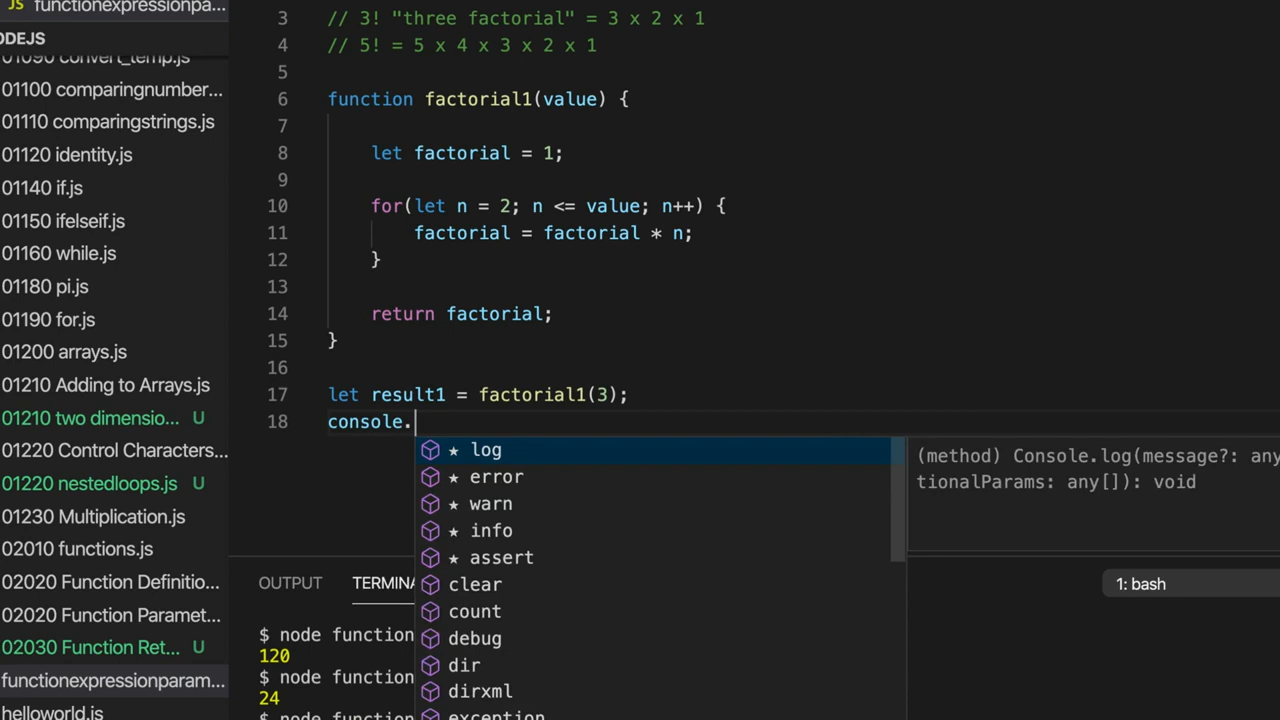 JS functionexpressionpa...
ODEJS
01090 convert_temp.js
01100 comparingnumber...
01110 comparingstrings.js
01120 identity.js
01140 if.js
01150 ifelseif.js
01160 while.js
01180 pi.js
01190 for.js
01200 arrays.js
01210 Adding to Arrays.js
01210 two dimensio... U
01220 Control Characters...
01220 nestedloops.js U
01230 Multiplication.js
02010 functions.js
02020 Function Definitio...
02020 Function Paramet...
02030 Function Ret... U
functionexpressionparam...
helloworld.js
3 // 3! "three factorial" = 3 x 2 x 1
4 // 5! = 5 x 4 x 3 x 2 x 1
5
6 function factorial1(value) {
7
8 let factorial = 1;
9
10 for(let n = 2; n <= value; n++) {
11 factorial = factorial * n;
12 }
13
14 return factorial;
15 }
16
17 let result1 = factorial1(3);
18 console.
★ log
★ error
★ warn
★ info
★ assert
clear
count
debug
dir
dirxml
exception
(method) Console.log(message?: any
tionalParams: any[]): void
OUTPUT TERMINA
1: bash
$ node function
120
$ node function
24
$ node function